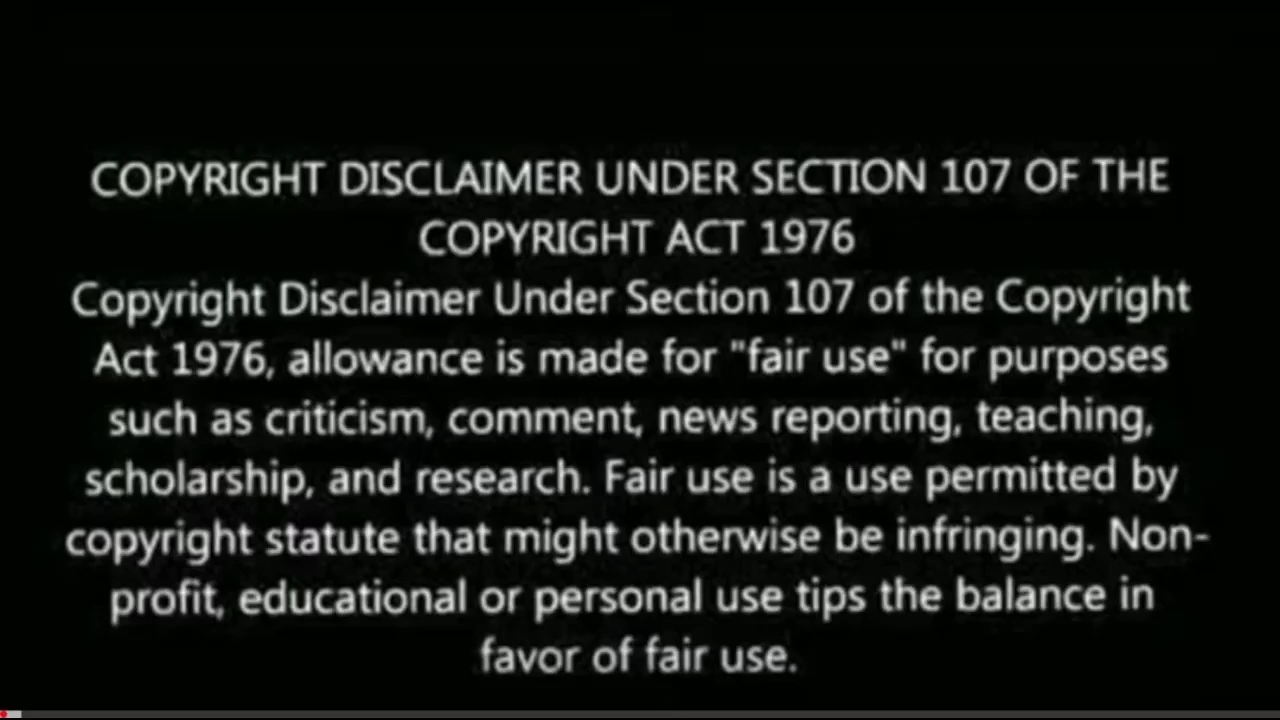 COPYRIGHT DISCLAIMER UNDER SECTION 107 OF THE
COPYRIGHT ACT 1976
Copyright Disclaimer Under Section 107 of the Copyright
Act 1976, allowance is made for "fair use" for purposes
such as criticism, comment, news reporting, teaching,
scholarship, and research. Fair use is a use permitted by
copyright statute that might otherwise be infringing. Non-
profit, educational or personal use tips the balance in
favor of fair use.